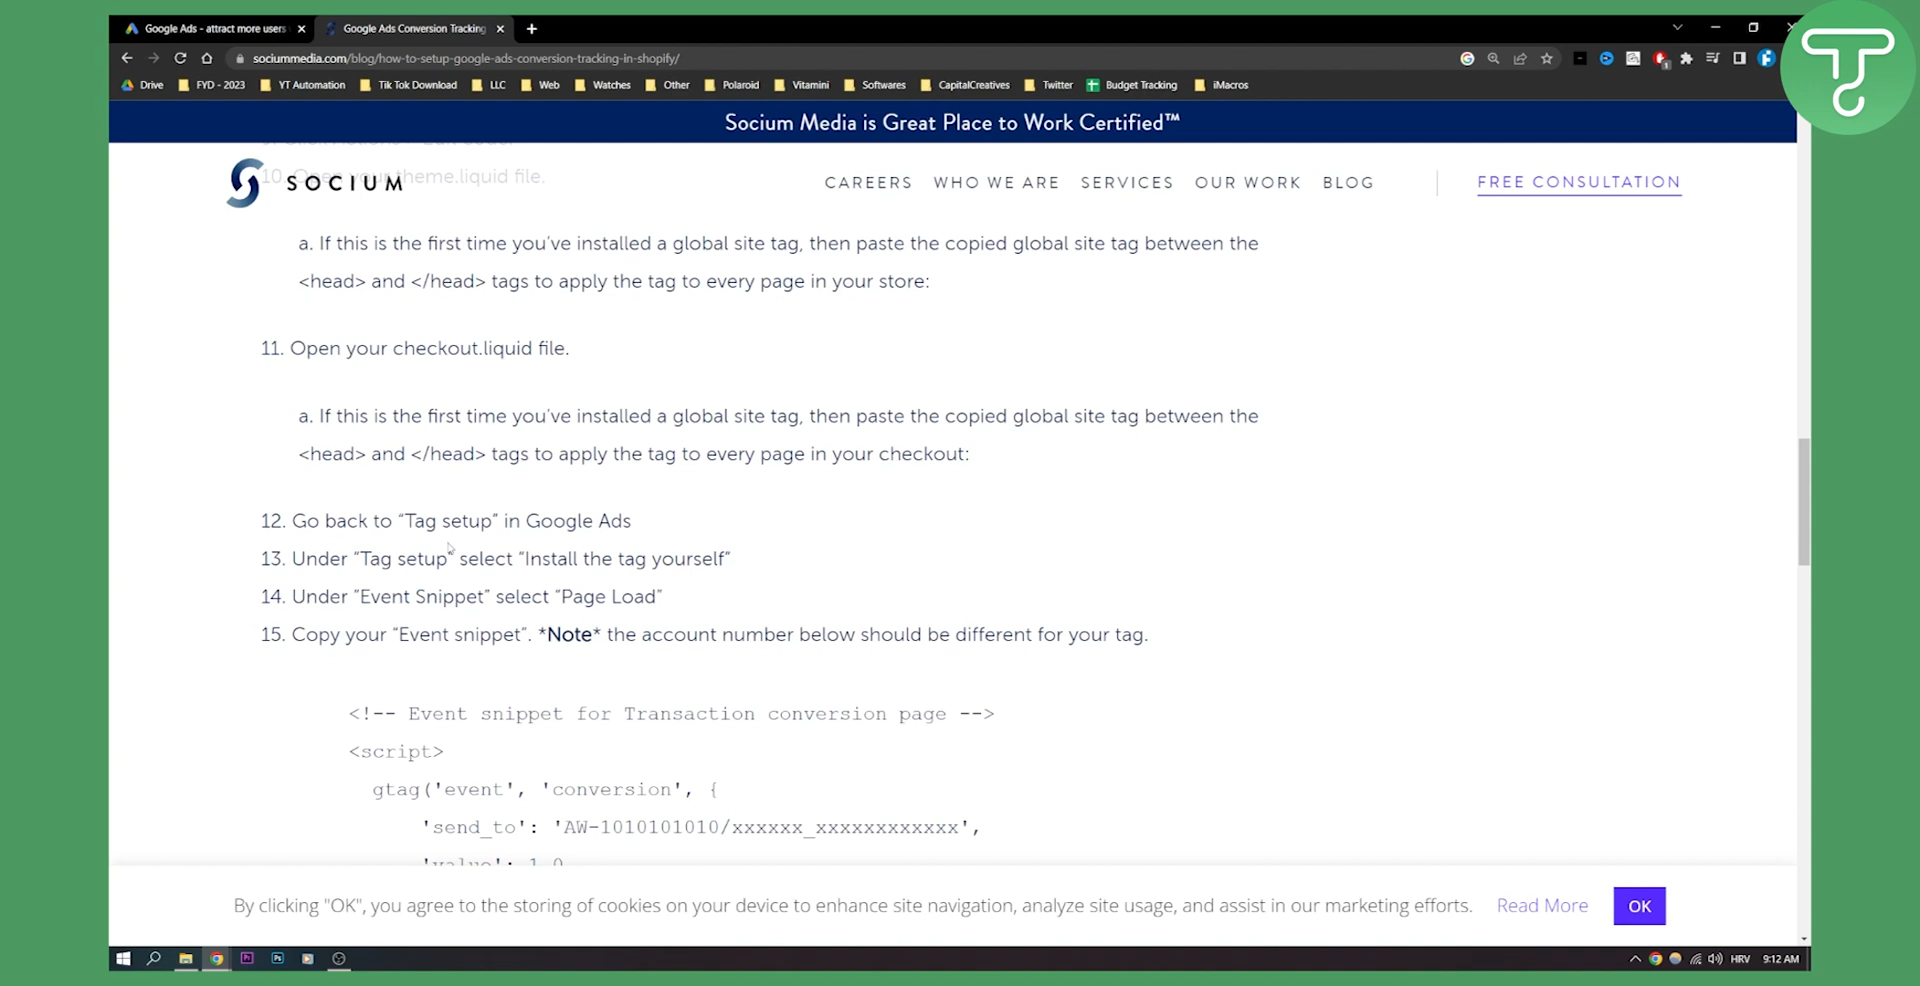 Google Ads - attract more users
Google Ads Conversion Tracking
sociummedia.com/blog/how-to-setup-google-ads-conversion-tracking-in-shopify/
Drive FYD - 2023 YT Automation Tik Tok Download LLC Web Watches Other Polaroid Vitamini Softwares CapitalCreatives Twitter Budget Tracking iMacros
Socium Media is Great Place to Work Certified™
10. Open your theme.liquid file.
SOCIUM
CAREERS WHO WE ARE SERVICES OUR WORK BLOG FREE CONSULTATION
a. If this is the first time you've installed a global site tag, then paste the copied global site tag between the
<head> and </head> tags to apply the tag to every page in your store:
11. Open your checkout.liquid file.
a. If this is the first time you've installed a global site tag, then paste the copied global site tag between the
<head> and </head> tags to apply the tag to every page in your checkout:
12. Go back to “Tag setup” in Google Ads
13. Under “Tag setup” select “Install the tag yourself”
14. Under “Event Snippet” select “Page Load”
15. Copy your “Event snippet”. *Note* the account number below should be different for your tag.
<!-- Event snippet for Transaction conversion page -->
<script>
gtag('event', 'conversion', {
'send_to': 'AW-1010101010/xxxxxx_xxxxxxxxxxxx',
'value': 1.0
By clicking "OK", you agree to the storing of cookies on your device to enhance site navigation, analyze site usage, and assist in our marketing efforts. Read More OK
HRV 9:12 AM